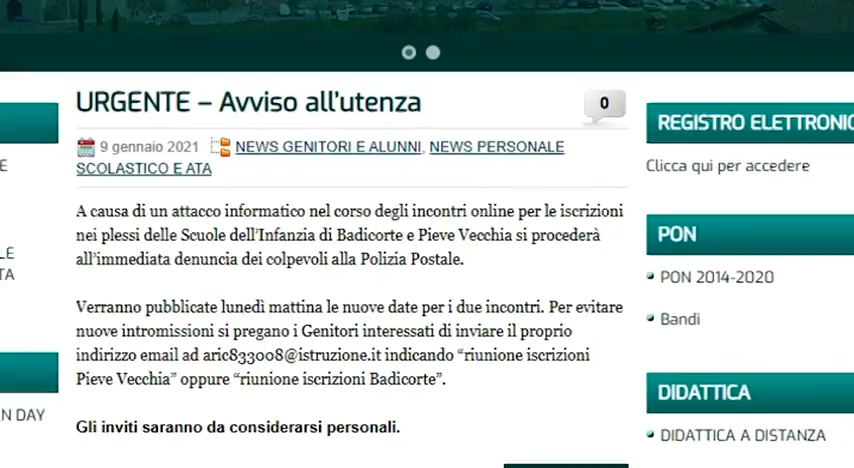 URGENTE – Avviso all'utenza
0
9 gennaio 2021 NEWS GENITORI E ALUNNI, NEWS PERSONALE
SCOLASTICO E ATA
A causa di un attacco informatico nel corso degli incontri online per le iscrizioni
nei plessi delle Scuole dell'Infanzia di Badicorte e Pieve Vecchia si procederà
all'immediata denuncia dei colpevoli alla Polizia Postale.
Verranno pubblicate lunedì mattina le nuove date per i due incontri. Per evitare
nuove intromissioni si pregano i Genitori interessati di inviare il proprio
indirizzo email ad aric833008@istruzione.it indicando "riunione iscrizioni
Pieve Vecchia" oppure "riunione iscrizioni Badicorte".
Gli inviti saranno da considerarsi personali.
E
LE
TA
N DAY
REGISTRO ELETTRONIC
Clicca qui per accedere
PON
PON 2014-2020
Bandi
DIDATTICA
DIDATTICA A DISTANZA